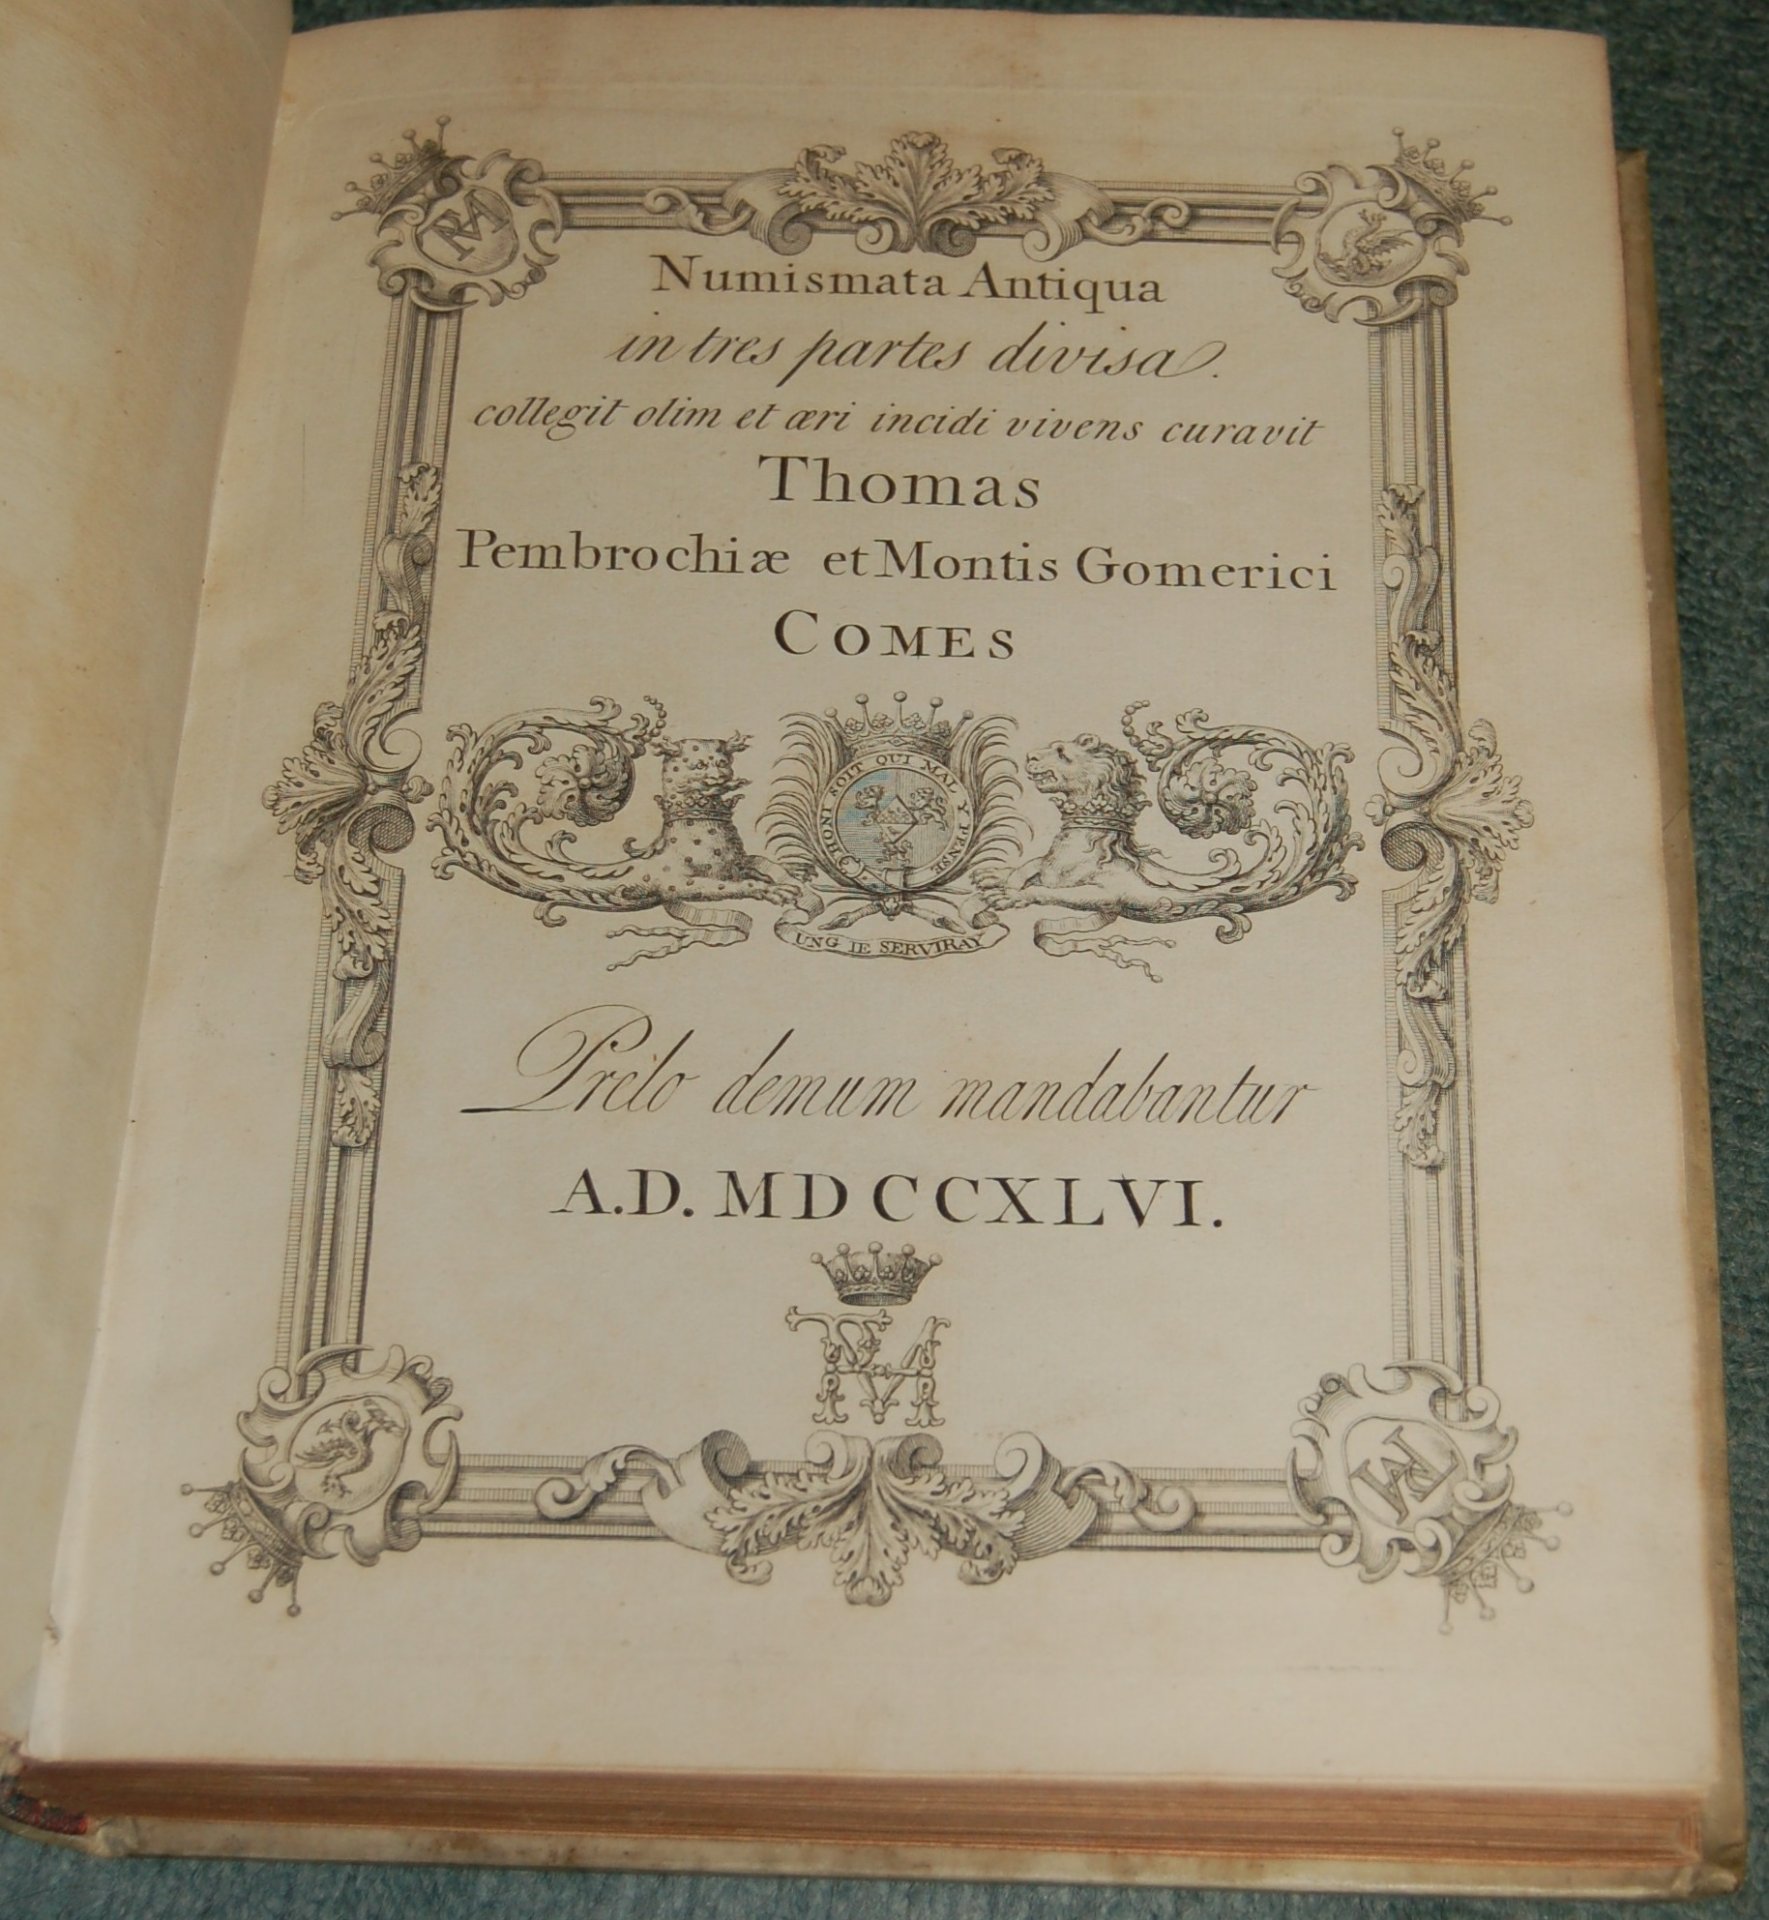 Numismata Antiqua
in tres partes divisa.
collegit olim et æri incidi vivens curavit
Thomas
Pembrochiæ et Montis Gomerici
COMES
HONI SOIT QUI MAL Y PENSE
UNG IE SERVIRAY
Prelo demum mandabantur
A.D. MDCCXLVI.